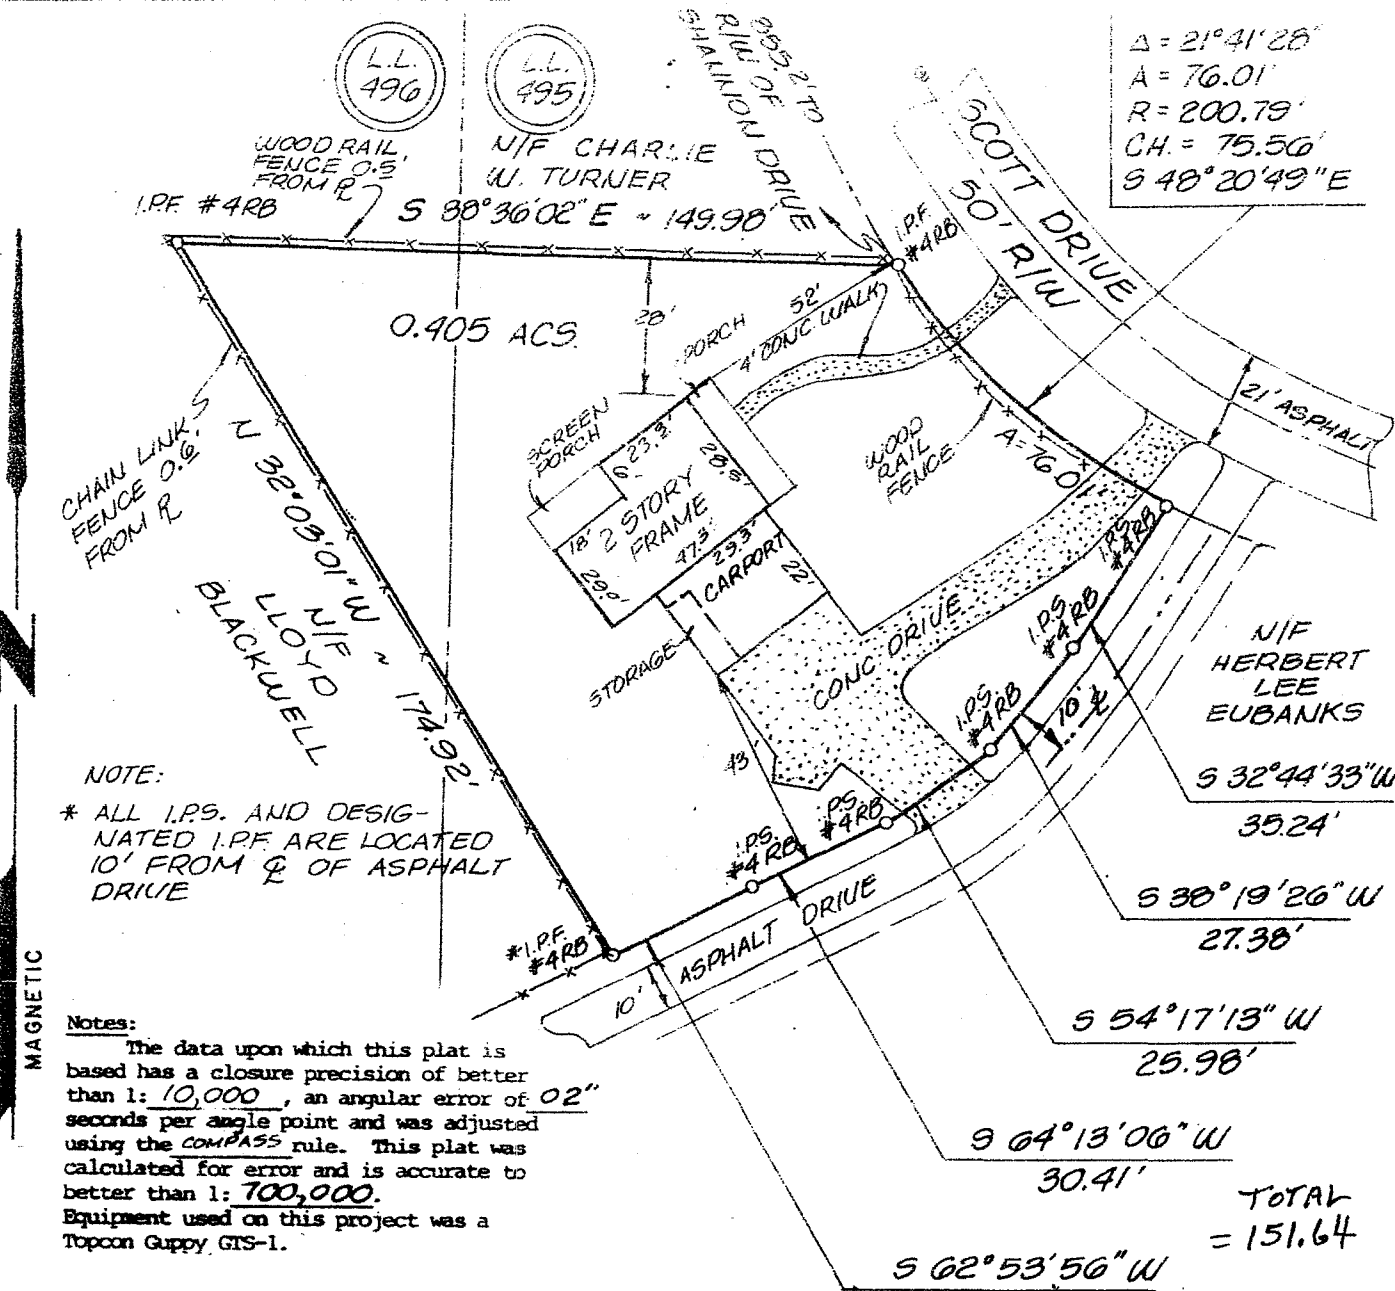 L.L.
496
L.L.
495
355.2' TO
R/W OF
SHANNON DRIVE
Δ = 21°41'28"
A = 76.01'
R = 200.79'
CH. = 75.56'
S 48°20'49"E
SCOTT DRIVE
50' R/W
WOOD RAIL
FENCE 0.5'
FROM ⅊
N/F CHARLIE
W. TURNER
I.P.F. #4RB
S 88°36'02"E ~ 149.98'
I.P.F.
#4RB
0.405 ACS.
28'
PORCH
52'
4' CONC WALK
21' ASPHALT
SCREEN
PORCH
6'
23.3'
28.8'
WOOD
RAIL
FENCE
A=76.01'
CHAIN LINK
FENCE 0.6'
FROM ⅊
N 32°03'01"W ~ 174.92'
N/F
LLOYD
BLACKWELL
18'
2 STORY
FRAME
47.3'
29.3'
CARPORT
22'
STORAGE
CONC DRIVE
I.P.S.
#4RB
I.P.S.
#4RB
I.P.S.
#4RB
10'
℄
N/F
HERBERT
LEE
EUBANKS
43'
P.S.
#4RB
I.P.S.
#4RB
S 32°44'33"W
35.24'
NOTE:
* ALL I.P.S. AND DESIG-
NATED I.P.F. ARE LOCATED
10' FROM ℄ OF ASPHALT
DRIVE
*I.P.F.
#4RB
10'
ASPHALT DRIVE
S 38°19'26"W
27.38'
S 54°17'13"W
25.98'
S 64°13'06"W
30.41'
S 62°53'56"W
TOTAL
= 151.64
N
MAGNETIC
Notes:
The data upon which this plat is
based has a closure precision of better
than 1: 10,000, an angular error of 02"
seconds per angle point and was adjusted
using the COMPASS rule. This plat was
calculated for error and is accurate to
better than 1: 700,000.
Equipment used on this project was a
Topcon Guppy GTS-1.